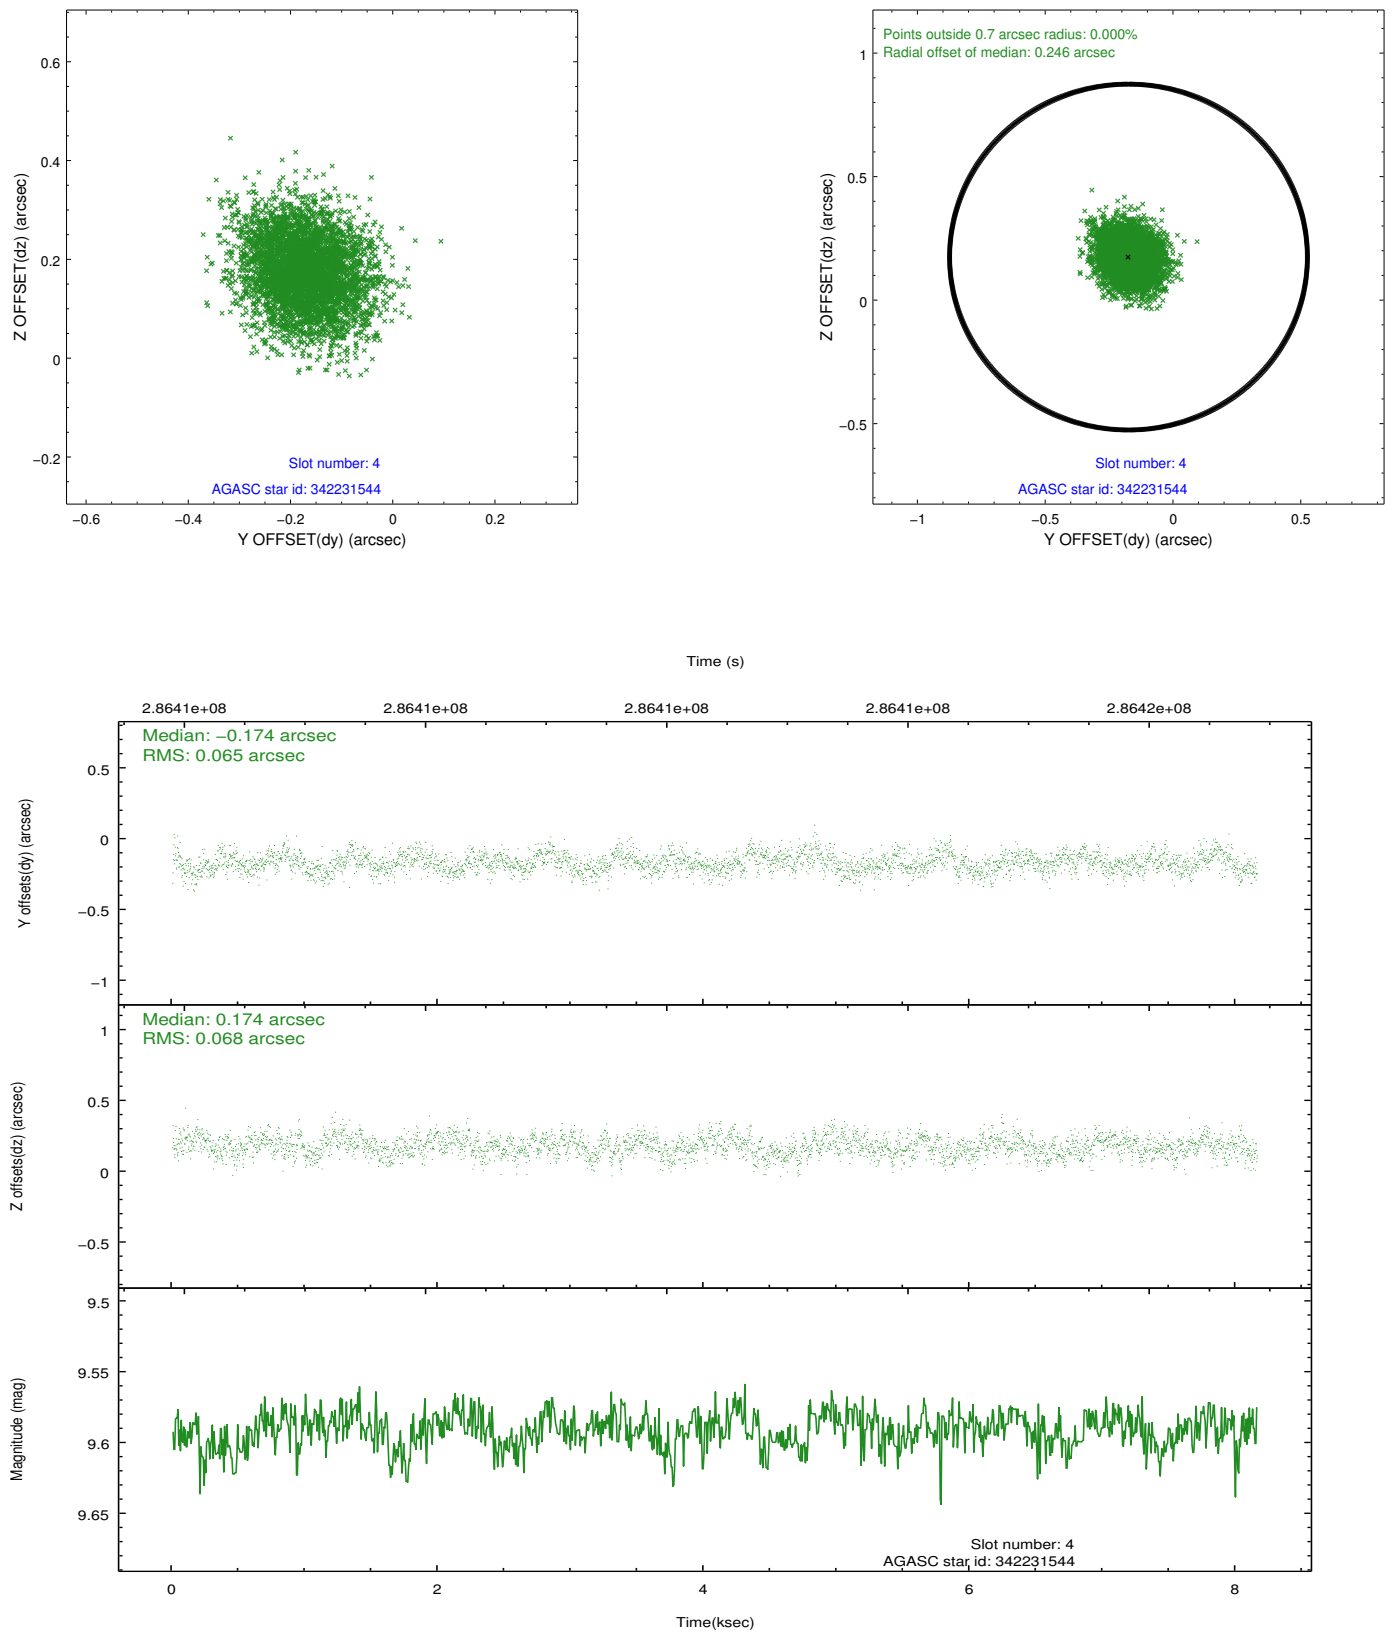 0.6
0.4
0.2
0
−0.2
Z OFFSET(dz) (arcsec)
Slot number: 4
AGASC star id: 342231544
−0.6
−0.4
−0.2
0
0.2
Y OFFSET(dy) (arcsec)
Points outside 0.7 arcsec radius: 0.000%
Radial offset of median: 0.246 arcsec
1
0.5
0
−0.5
Z OFFSET(dz) (arcsec)
Slot number: 4
AGASC star id: 342231544
−1
−0.5
0
0.5
Y OFFSET(dy) (arcsec)
Time (s)
2.8641e+08
2.8641e+08
2.8641e+08
2.8641e+08
2.8642e+08
Median: −0.174 arcsec
RMS: 0.065 arcsec
0.5
0
−0.5
−1
Y offsets(dy) (arcsec)
Median: 0.174 arcsec
RMS: 0.068 arcsec
1
0.5
0
−0.5
Z offsets(dz) (arcsec)
9.5
9.55
9.6
9.65
Magnitude (mag)
Slot number: 4
AGASC star id: 342231544
0
2
4
6
8
Time(ksec)